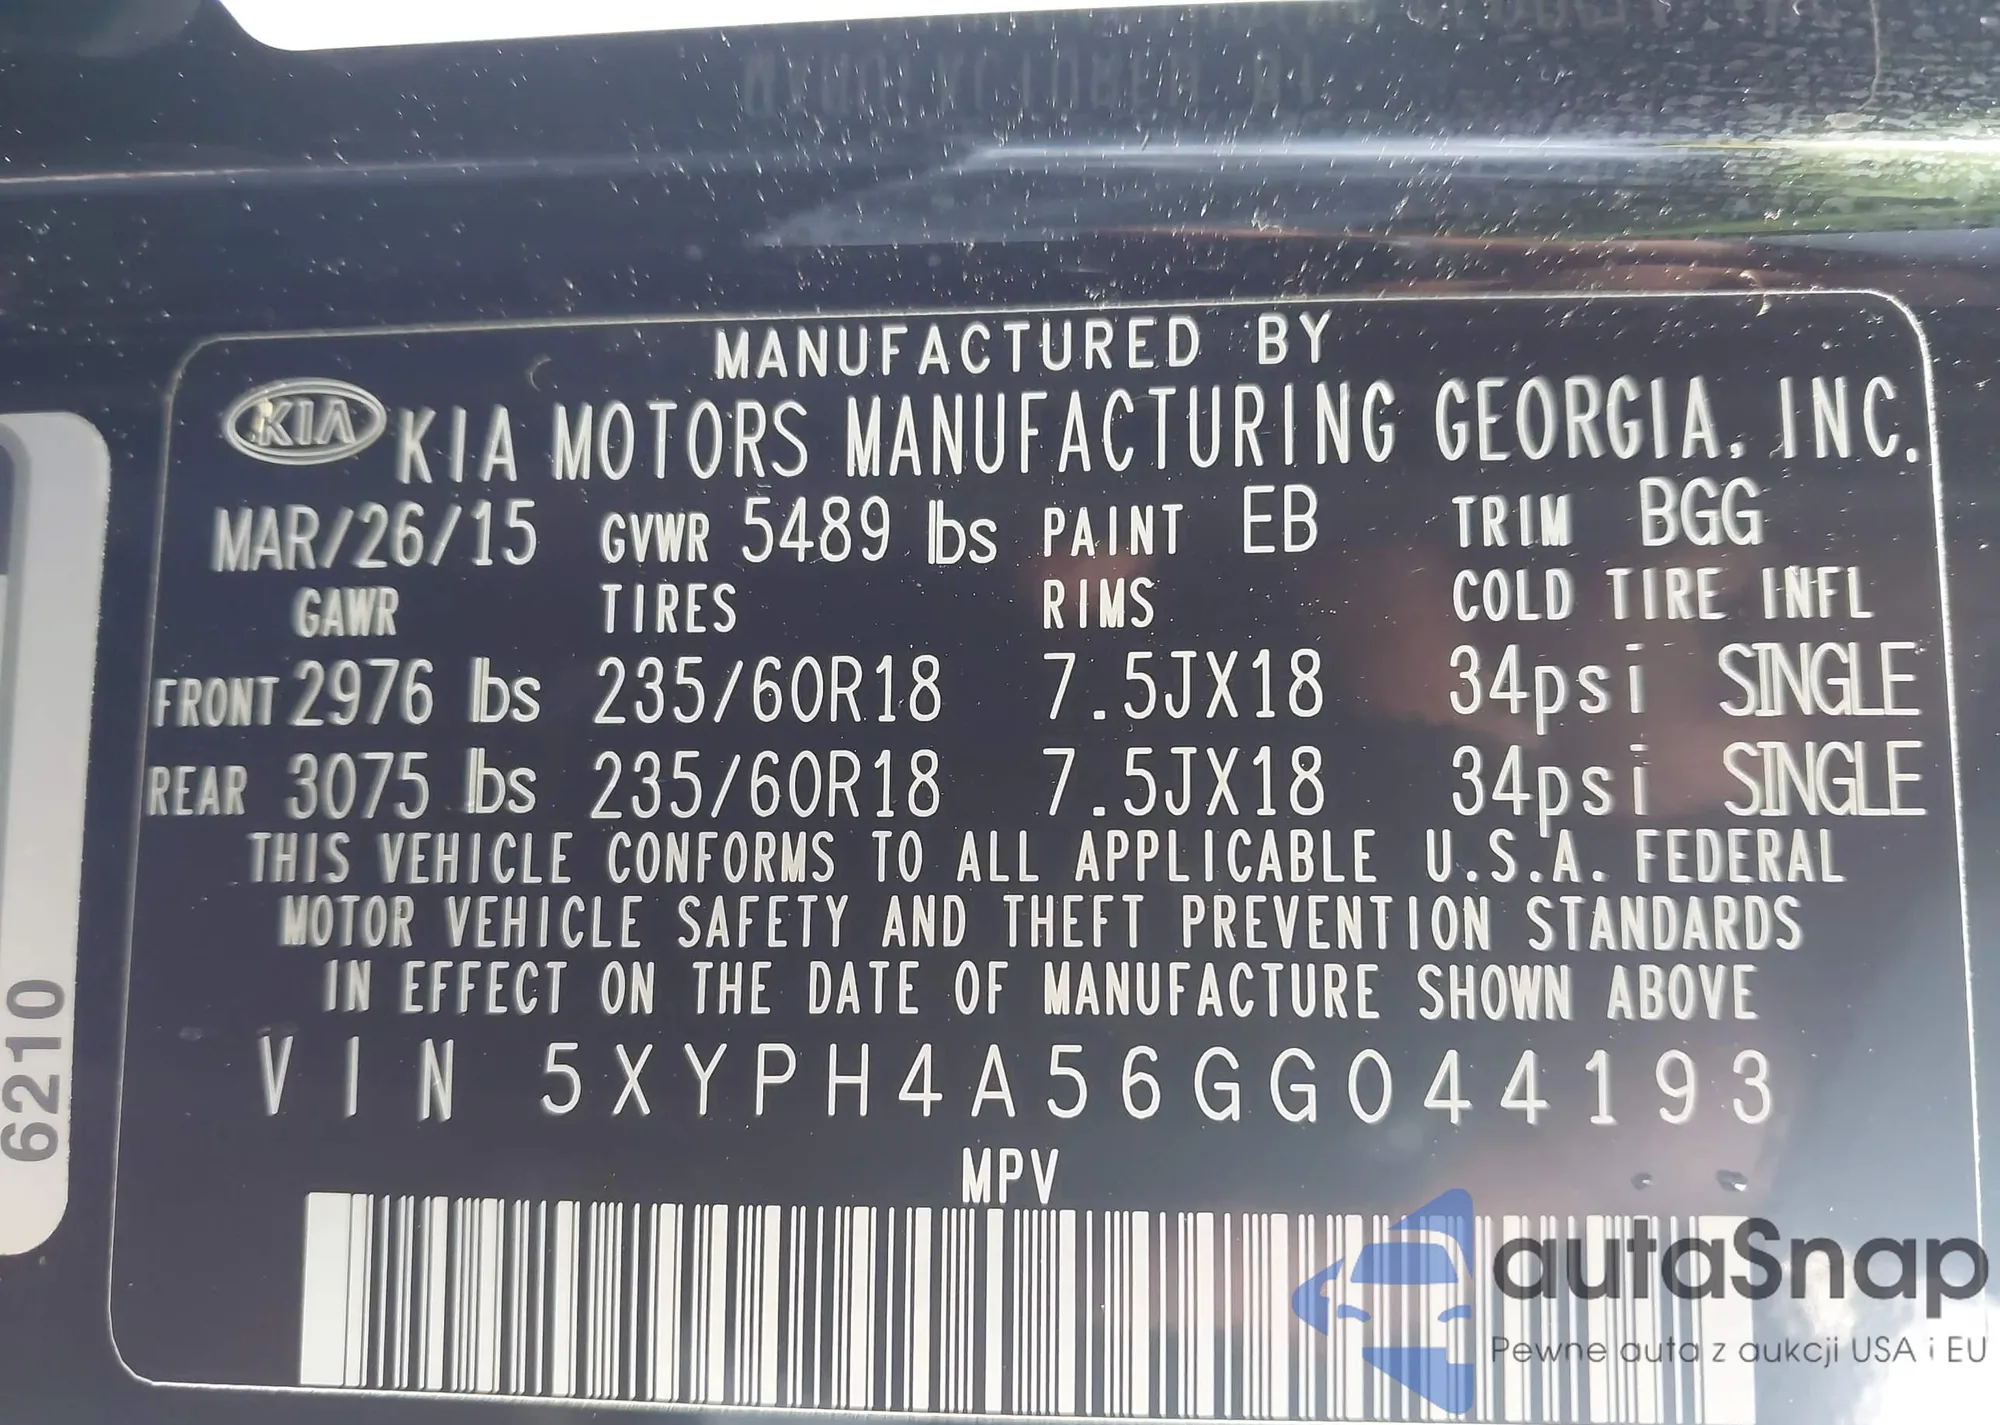 MANUFACTURED BY
KIA KIA MOTORS MANUFACTURING GEORGIA, INC.
MAR/26/15 GVWR 5489 lbs PAINT EB TRIM BGG
GAWR TIRES RIMS COLD TIRE INFL
FRONT 2976 lbs 235/60R18 7.5JX18 34psi SINGLE
REAR 3075 lbs 235/60R18 7.5JX18 34psi SINGLE
THIS VEHICLE CONFORMS TO ALL APPLICABLE U.S.A. FEDERAL
MOTOR VEHICLE SAFETY AND THEFT PREVENTION STANDARDS
IN EFFECT ON THE DATE OF MANUFACTURE SHOWN ABOVE
VIN 5XYPH4A56GG044193
MPV
6210
autaSnap
Pewne auta z aukcji USA i EU